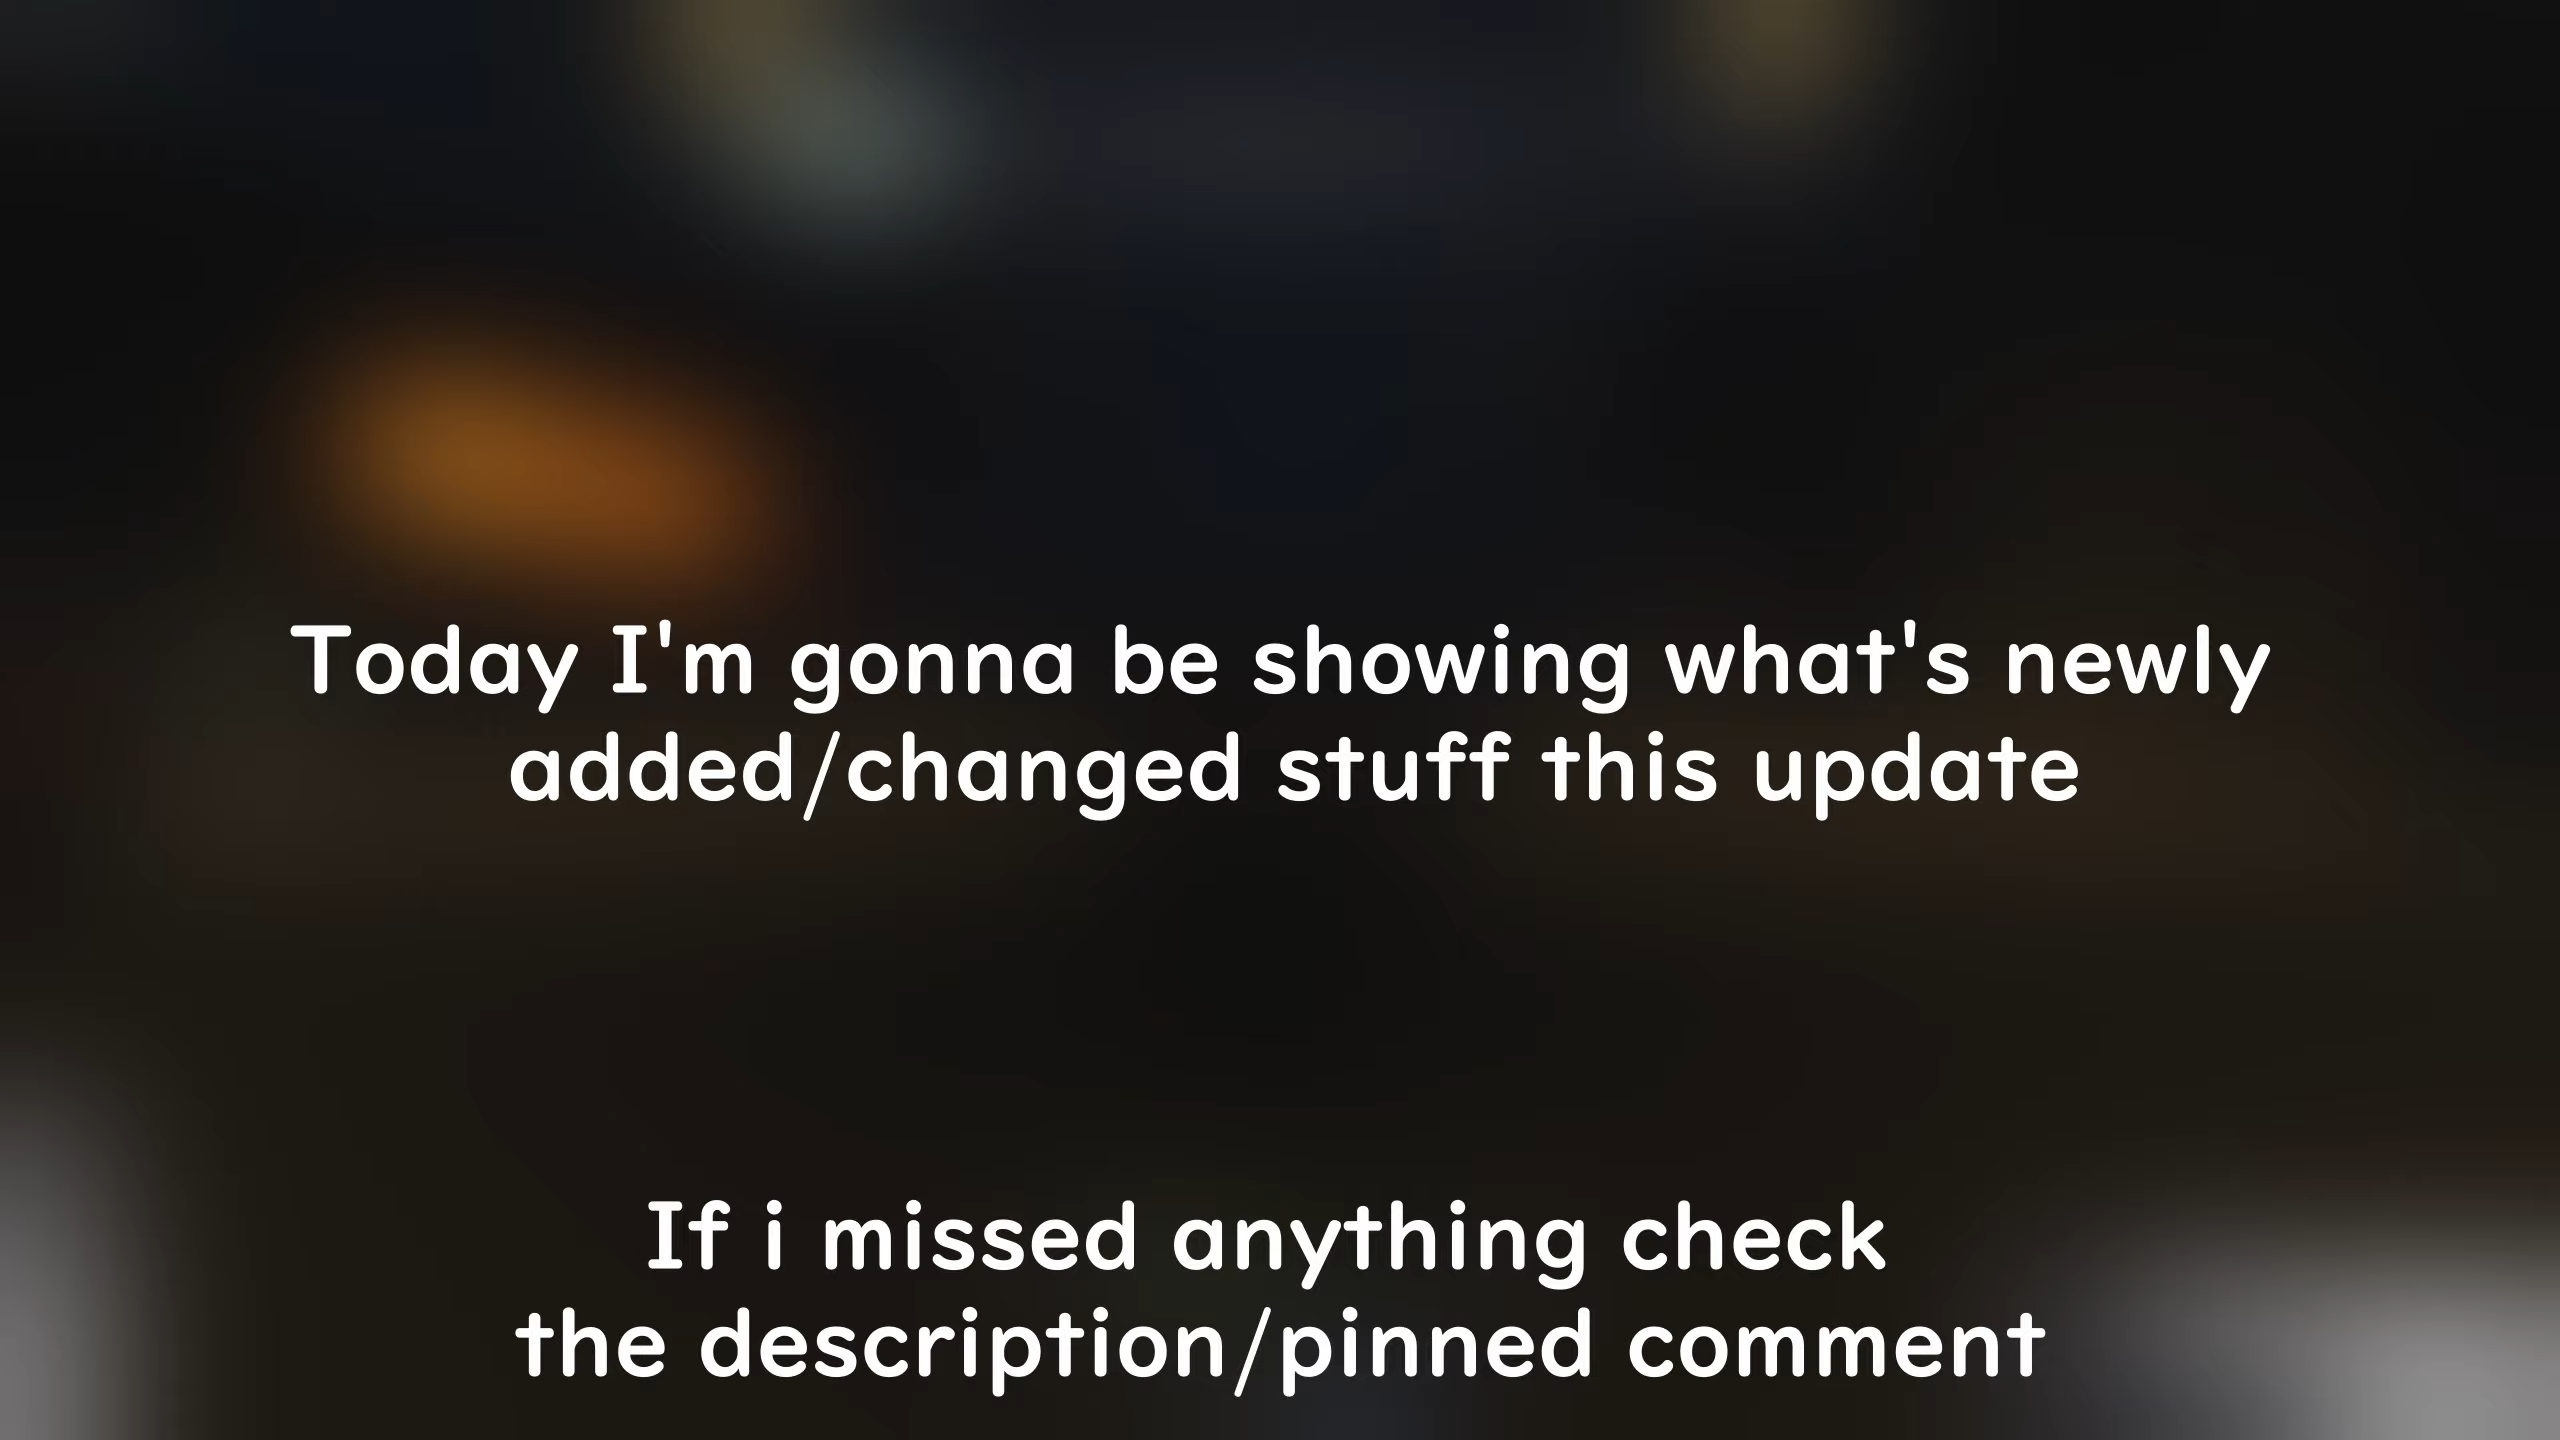 Today I'm gonna be showing what's newly
added/changed stuff this update
If i missed anything check
the description/pinned comment